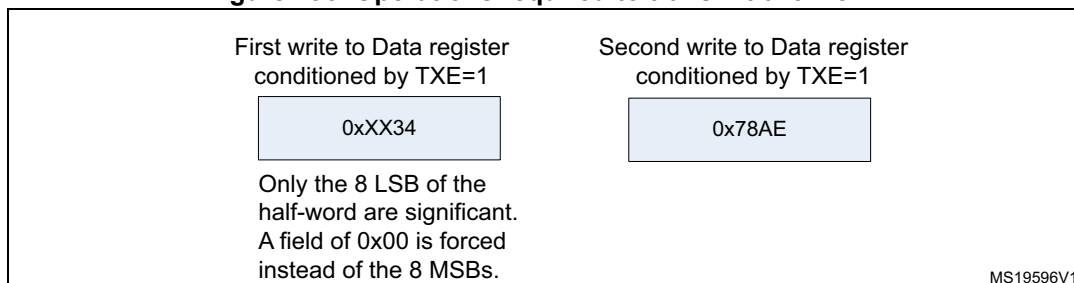 First write to Data register
conditioned by TXE=1
0xXX34
Only the 8 LSB of the
half-word are significant.
A field of 0x00 is forced
instead of the 8 MSBs.
Second write to Data register
conditioned by TXE=1
0x78AE
MS19596V1